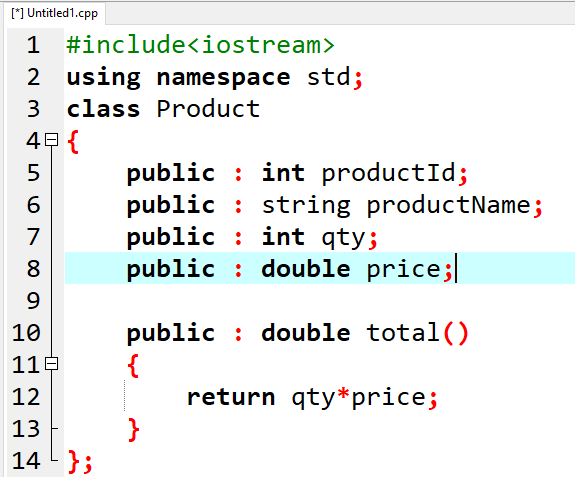 [*] Untitled1.cpp
1 #include<iostream>
2 using namespace std;
3 class Product
4 {
5 public : int productId;
6 public : string productName;
7 public : int qty;
8 public : double price;
9
10 public : double total()
11 {
12 return qty*price;
13 }
14 };